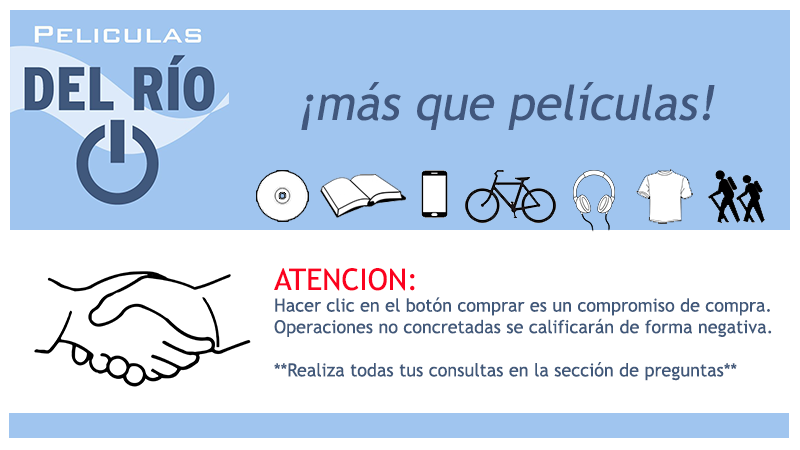 PELICULAS
DEL RÍO
¡más que películas!
ATENCION:
Hacer clic en el botón comprar es un compromiso de compra.
Operaciones no concretadas se calificarán de forma negativa.
**Realiza todas tus consultas en la sección de preguntas**